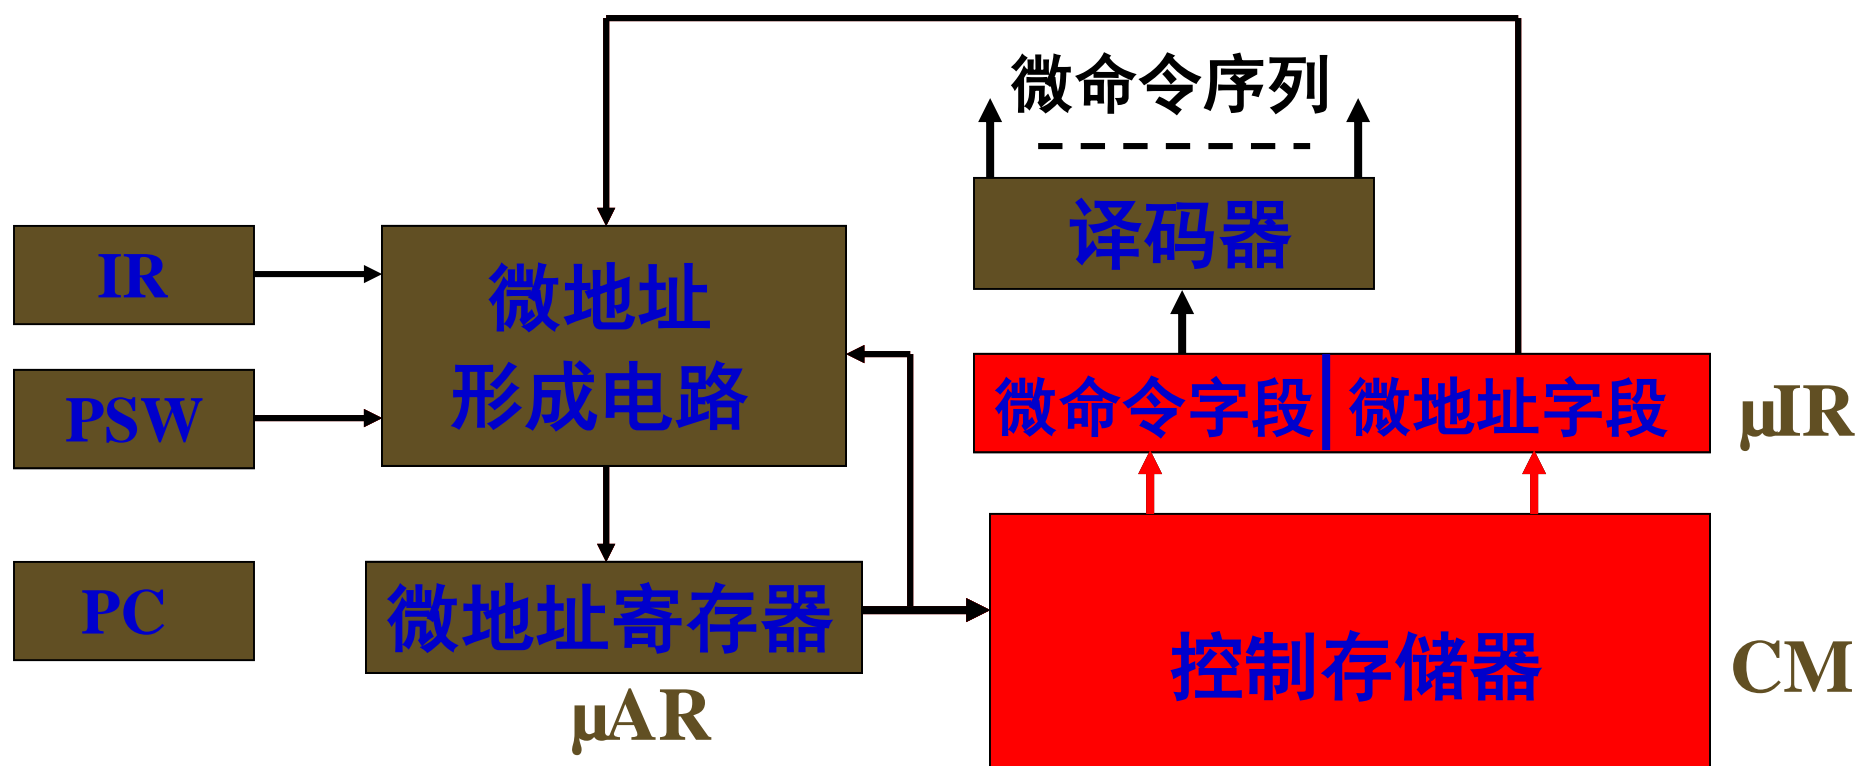 微命令序列
译码器
IR
微地址
形成电路
PSW
微命令字段
微地址字段
μIR
PC
微地址寄存器
控制存储器
CM
μAR